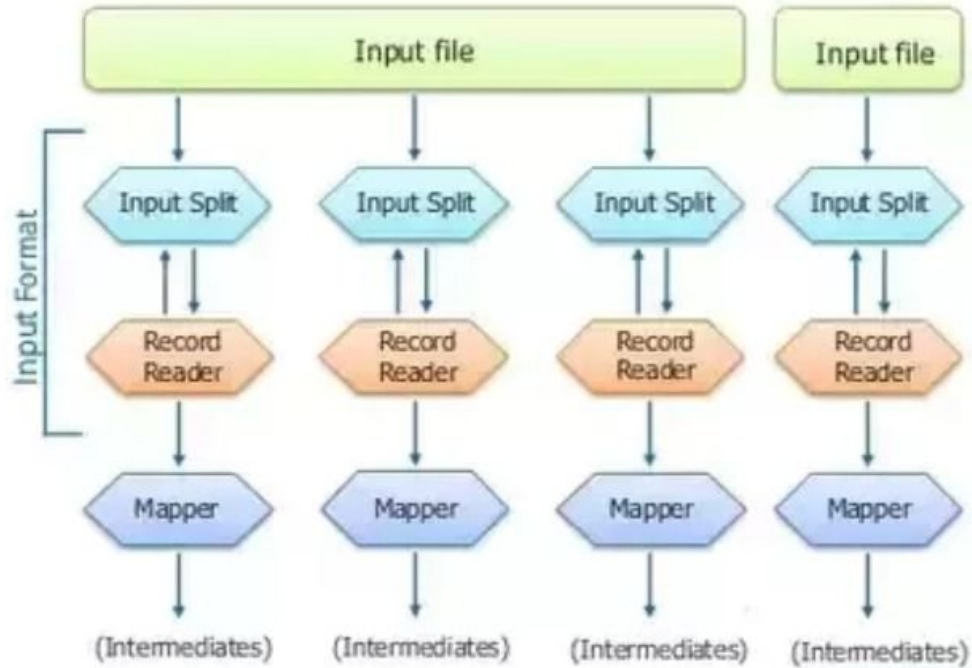 Input file
Input file
Input Format
Input Split
Input Split
Input Split
Input Split
Record
Reader
Record
Reader
Record
Reader
Record
Reader
Mapper
Mapper
Mapper
Mapper
(Intermediates)
(Intermediates)
(Intermediates)
(Intermediates)